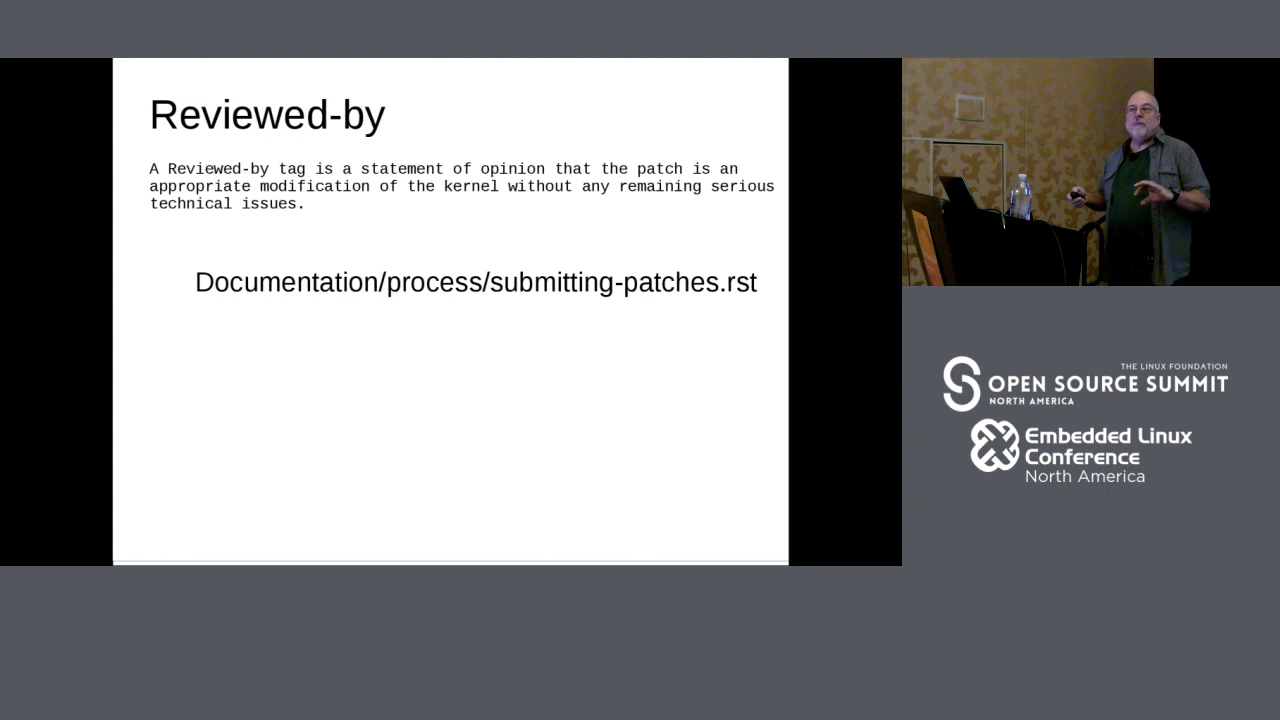 Reviewed-by
A Reviewed-by tag is a statement of opinion that the patch is an
appropriate modification of the kernel without any remaining serious
technical issues.
Documentation/process/submitting-patches.rst
THE LINUX FOUNDATION
OPEN SOURCE SUMMIT
NORTH AMERICA
Embedded Linux
Conference
North America